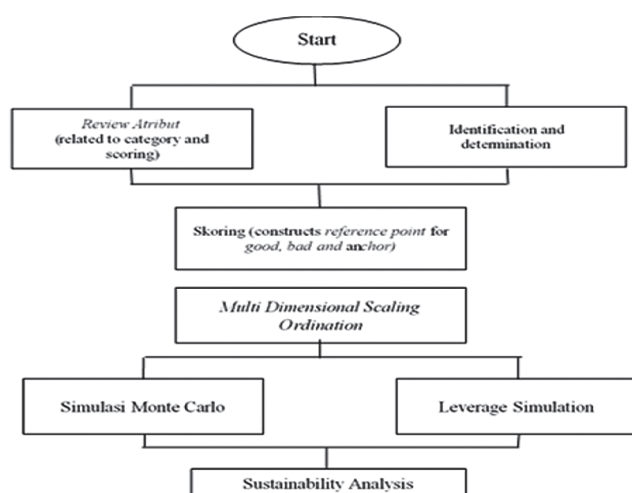 Start
Review Atribut
(related to category and
scoring)
Identification and
determination
Skoring (constructs reference point for
good, bad and anchor)
Multi Dimensional Scaling
Ordination
Simulasi Monte Carlo
Leverage Simulation
Sustainability Analysis